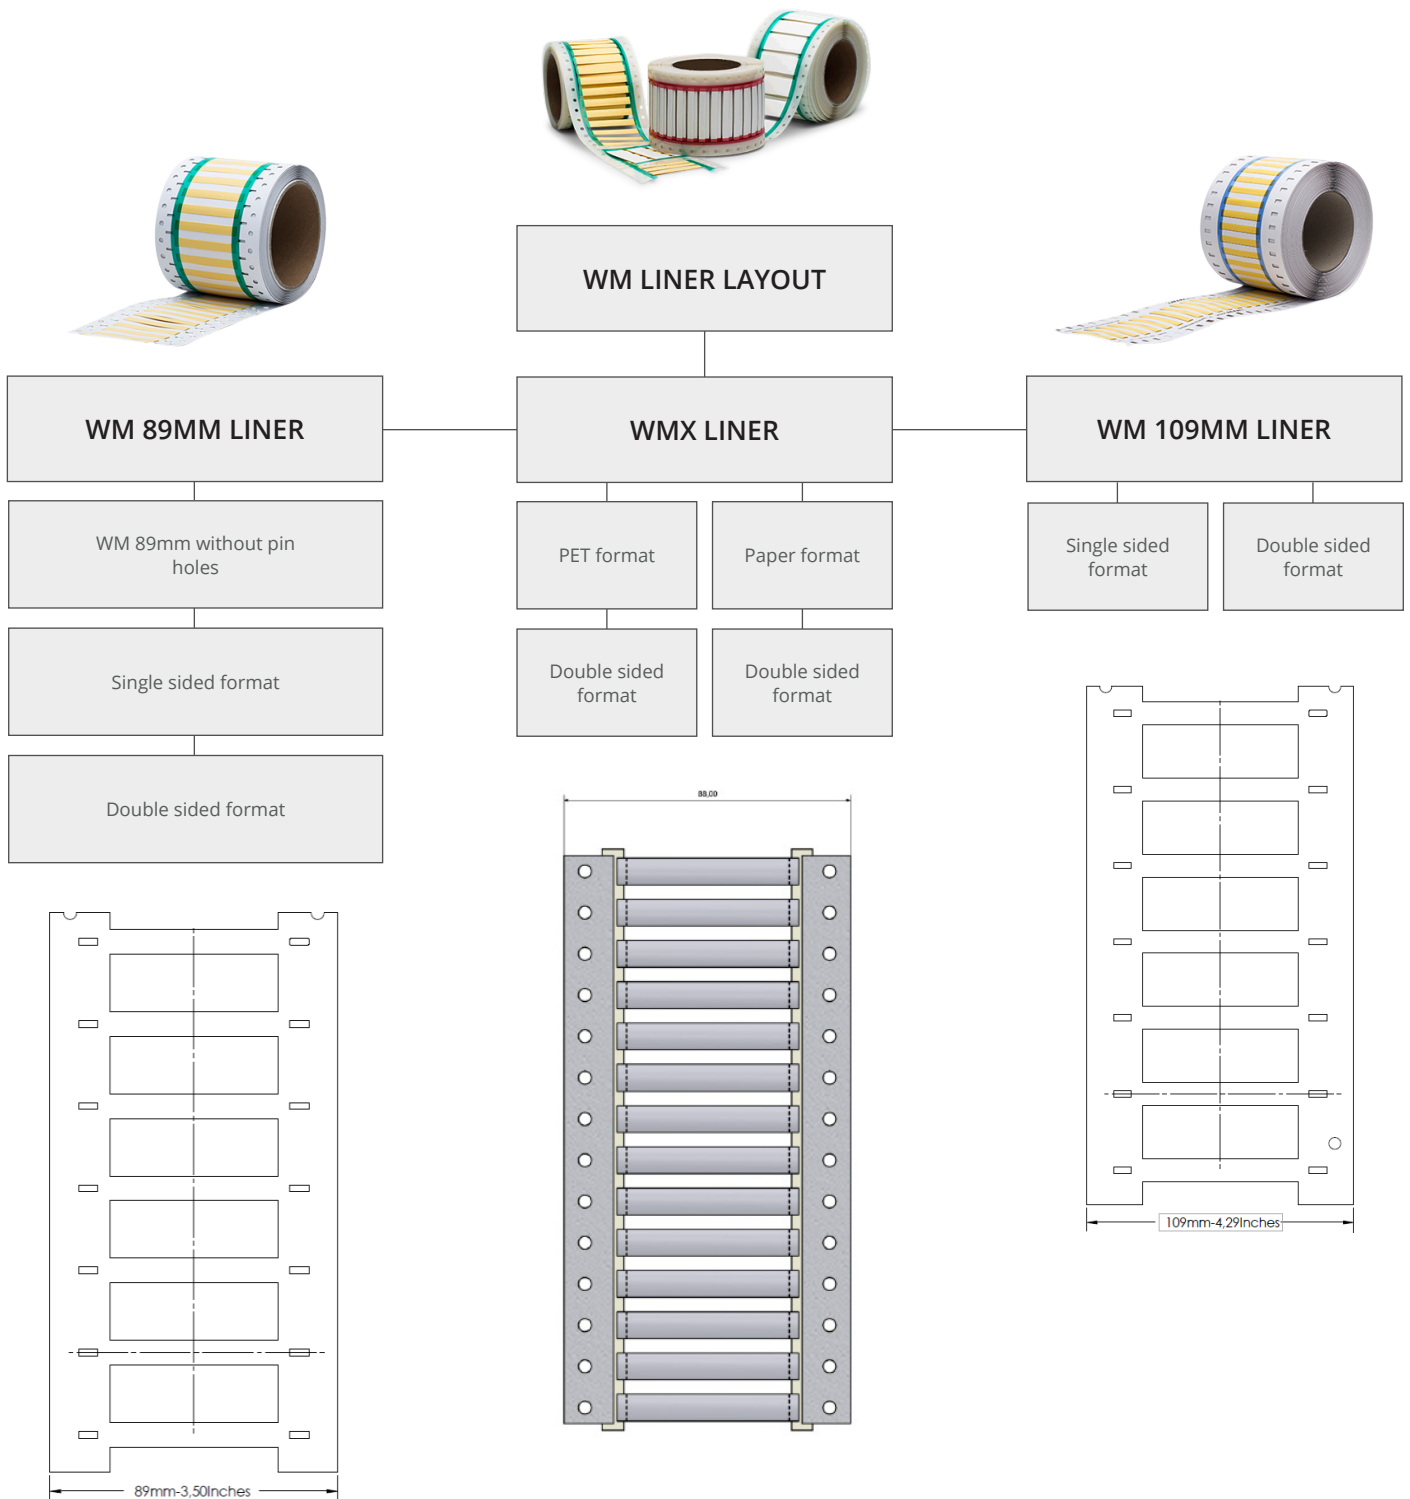 WM LINER LAYOUT
WM 89MM LINER
WMX LINER
WM 109MM LINER
WM 89mm without pin
holes
Single sided format
Double sided format
PET format
Paper format
Double sided
format
Double sided
format
Single sided
format
Double sided
format
109mm-4,29Inches
89mm-3,50Inches